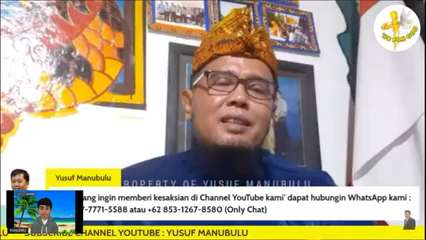 PROPERTY OF YUSUF MANUBULU
Yusuf Manubulu
ang ingin memberi kesaksian di Channel YouTube kami' dapat hubungin WhatsApp kami :
7-7771-5588 atau +62 853-1267-8580 (Only Chat)
SUBSCRIBE CHANNEL YOUTUBE : YUSUF MANUBULU